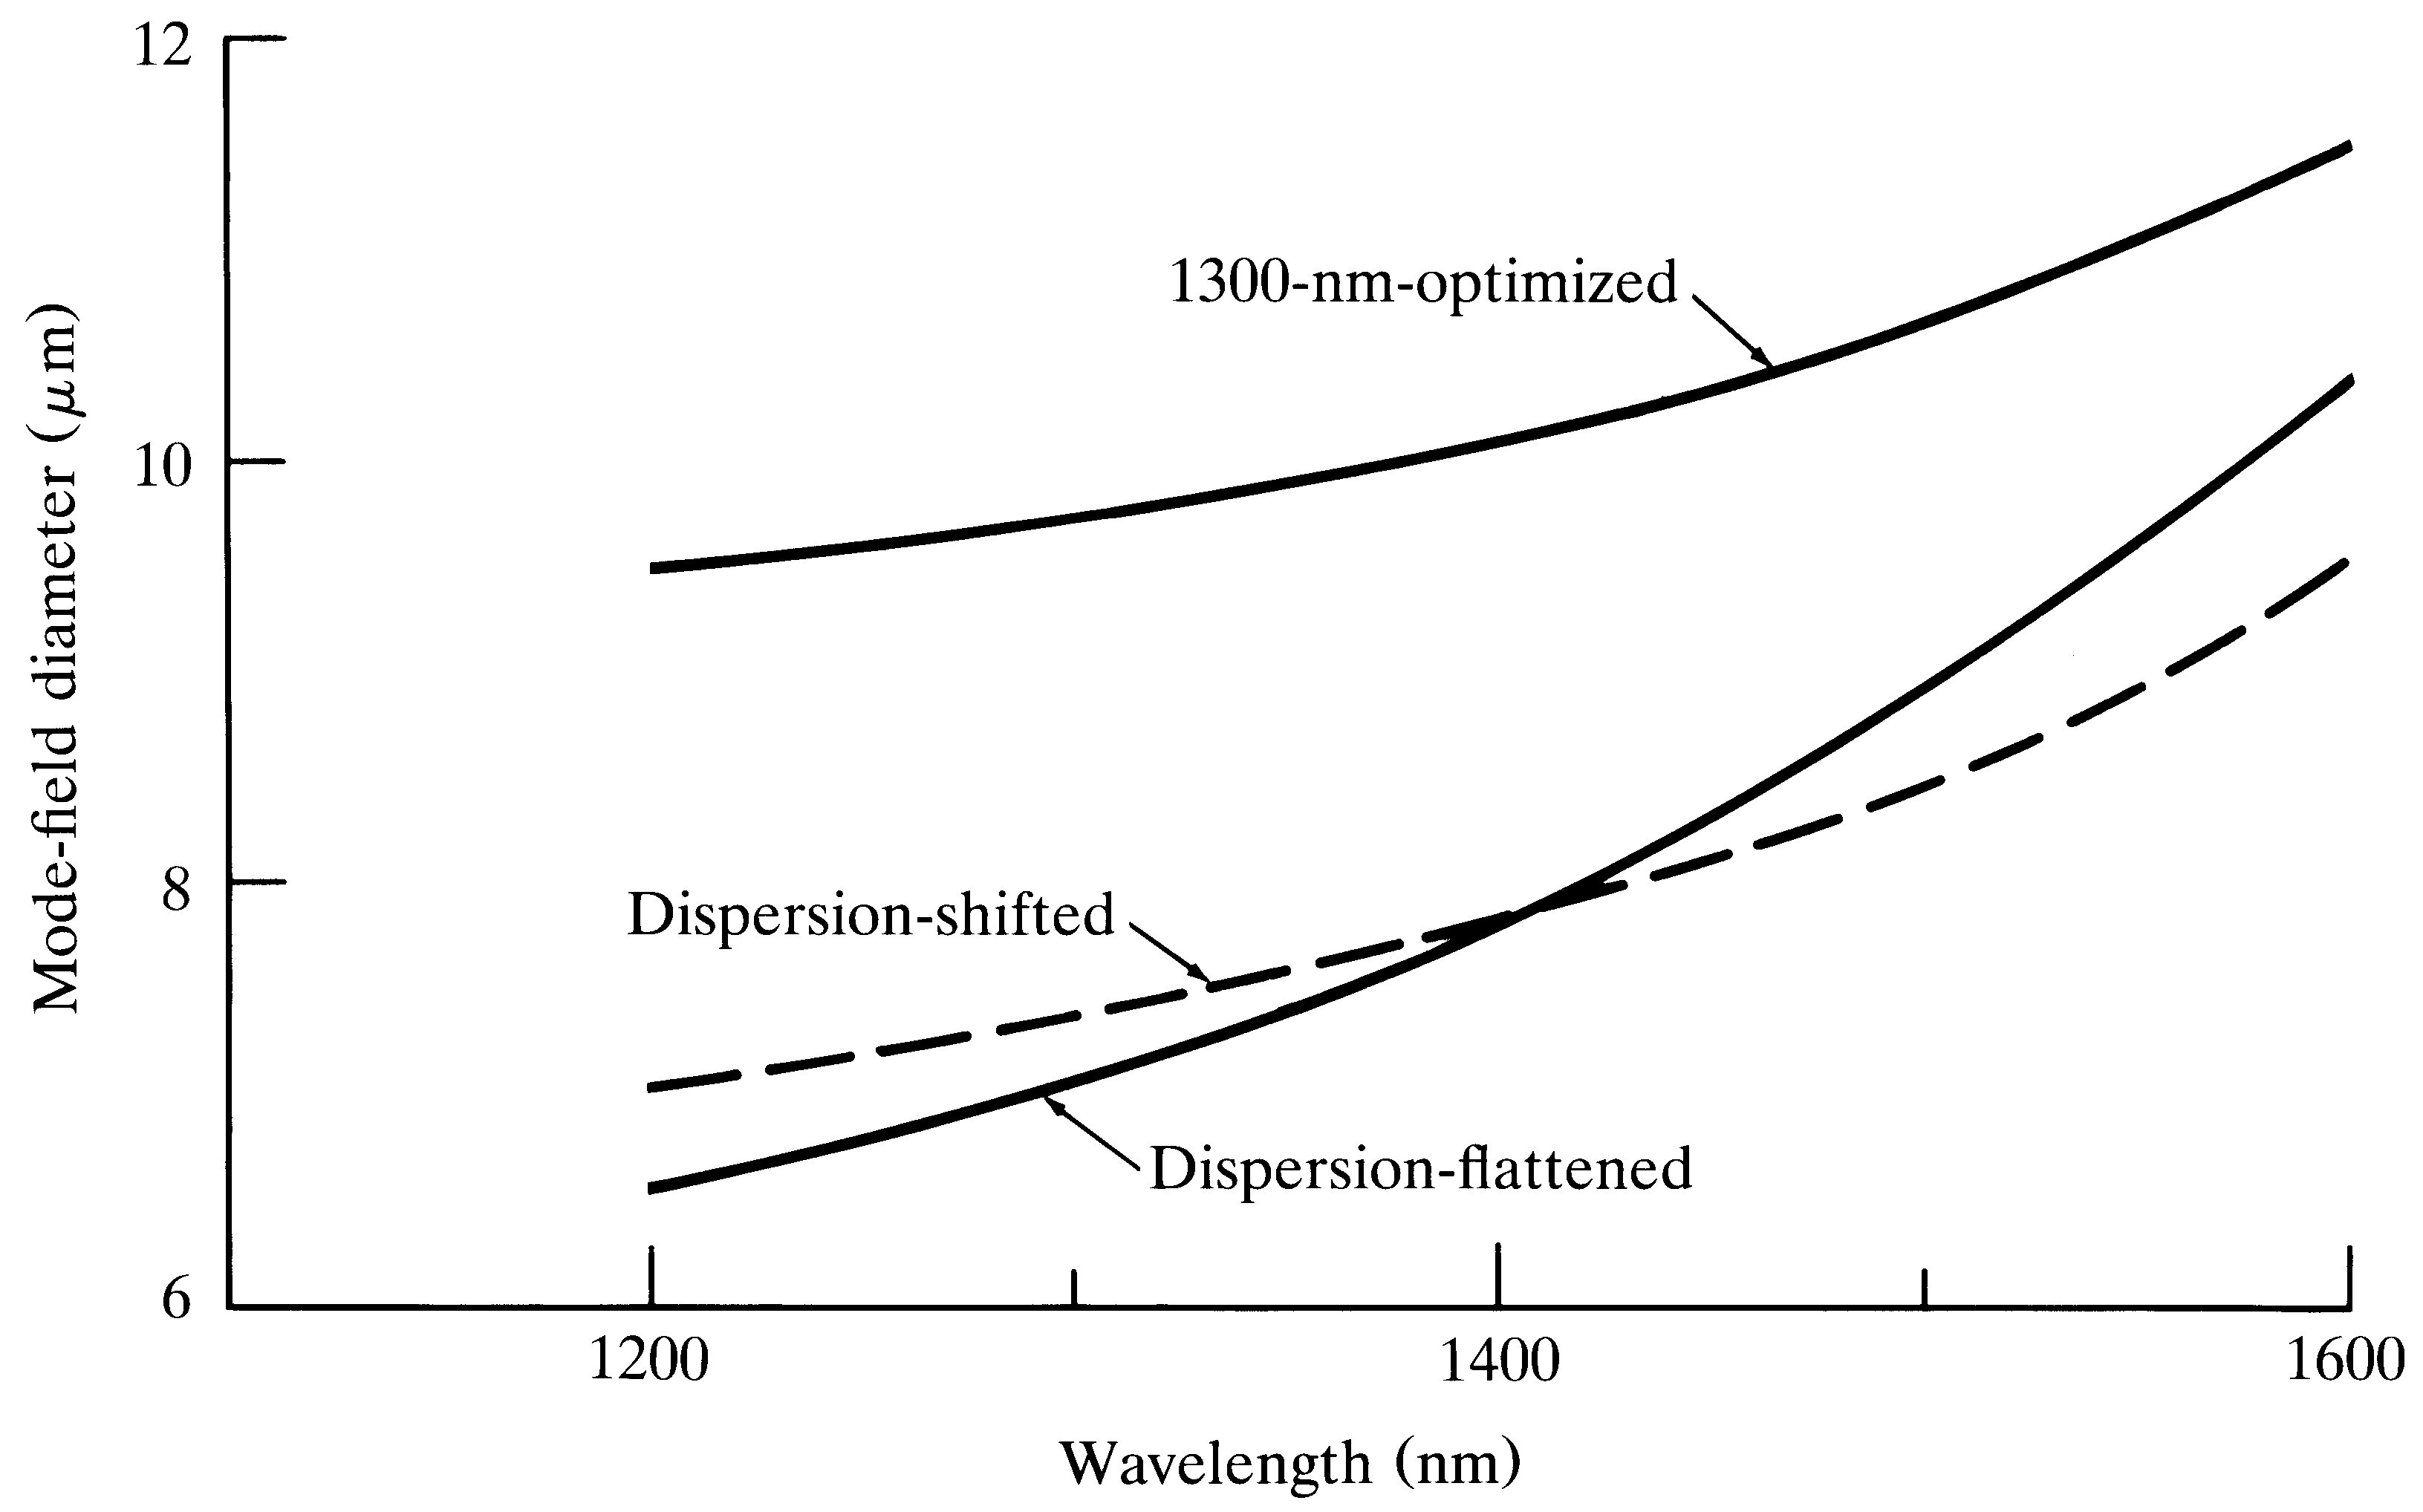 12
10
8
6
Mode-field diameter (μm)
1300-nm-optimized
Dispersion-shifted
Dispersion-flattened
1200
1400
1600
Wavelength (nm)